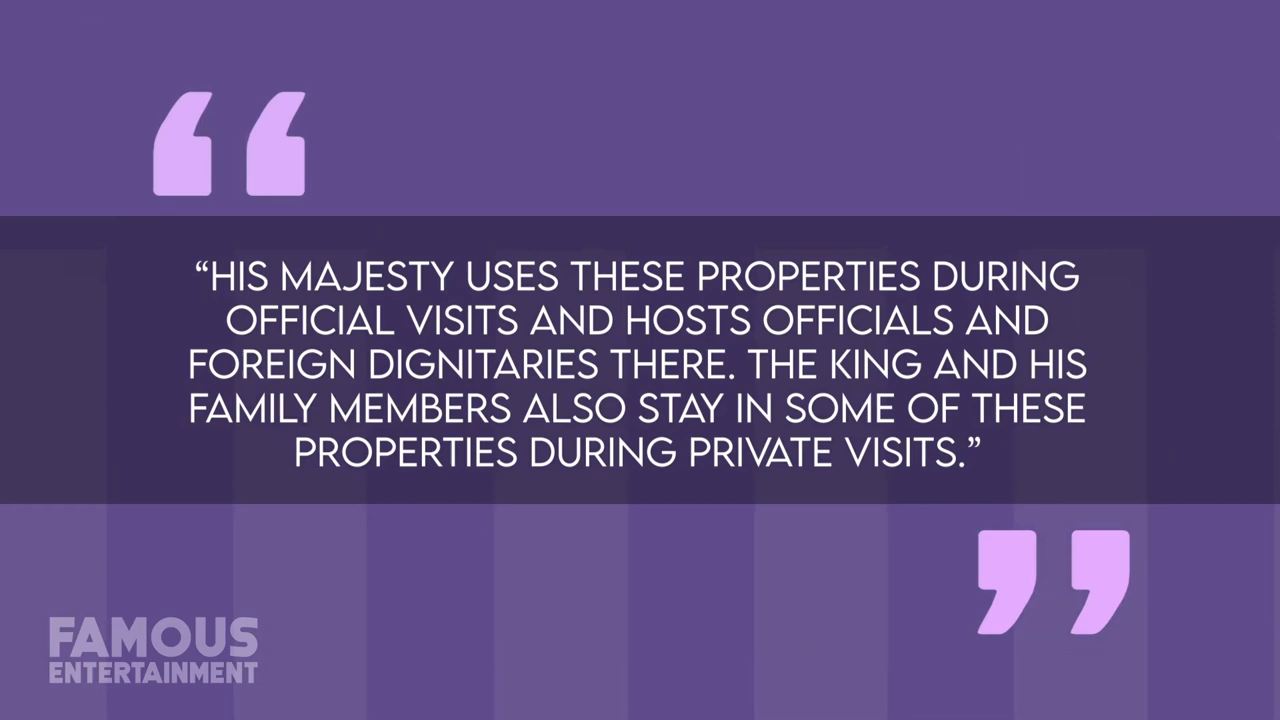 “HIS MAJESTY USES THESE PROPERTIES DURING
OFFICIAL VISITS AND HOSTS OFFICIALS AND
FOREIGN DIGNITARIES THERE. THE KING AND HIS
FAMILY MEMBERS ALSO STAY IN SOME OF THESE
PROPERTIES DURING PRIVATE VISITS.”
FAMOUS
ENTERTAINMENT